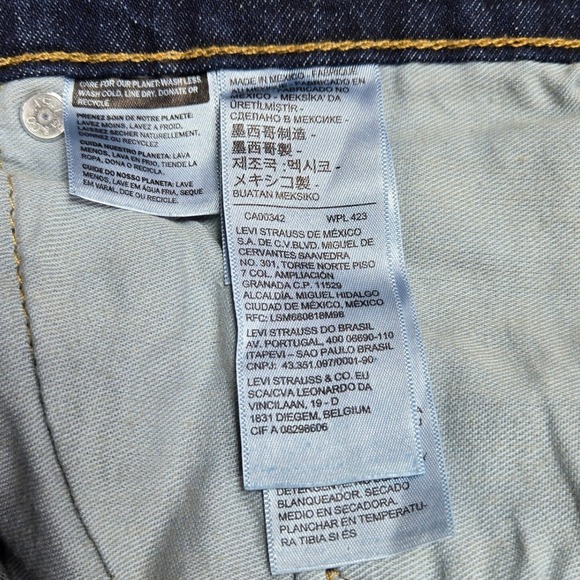 CARE FOR OUR PLANET: WASH LESS
WASH COLD, LINE DRY, DONATE OR
RECYCLE
PRENEZ SOIN DE NOTRE PLANÈTE:
LAVEZ MOINS, LAVEZ À FROID,
LAISSEZ SÉCHER NATURELLEMENT,
DONNEZ OU RECYCLEZ
CUIDA NUESTRO PLANETA: LAVA
MENOS, LAVA EN FRÍO, TIENDE LA
ROPA, DONA O RECICLA.
CUIDE DO NOSSO PLANETA: LAVE
MENOS, LAVE EM ÁGUA FRIA, SEQUE
EM VARAL, DOE OU RECICLE.
MADE IN MEXICO - FABRIQUÉ
AU MEXIQUE - FABRICADO EN
MÉXICO - MEKSİKA'DA
ÜRETİLMİŞTİR -
СДЕЛАНО В МЕКСИКЕ -
墨西哥制造 -
墨西哥製 -
제조국 :멕시코 -
メキシコ製 -
BUATAN MEKSIKO
CA00342 WPL 423
LEVI STRAUSS DE MÉXICO
S.A. DE C.V.BLVD. MIGUEL DE
CERVANTES SAAVEDRA
NO. 301, TORRE NORTE PISO
7 COL. AMPLIACIÓN
GRANADA C.P. 11529
ALCALDÍA. MIGUEL HIDALGO
CIUDAD DE MÉXICO, MÉXICO
RFC: LSM680818M98
LEVI STRAUSS DO BRASIL
AV. PORTUGAL, 400 06690-110
ITAPEVI – SAO PAULO BRASIL
CNPJ: 43.351.097/0001-90
LEVI STRAUSS & CO. EU
SCA/CVA LEONARDO DA
VINCILAAN, 19 - D
1831 DIEGEM, BELGIUM
CIF A 08298606
DETERGENTE
BLANQUEADOR. SECADO
MEDIO EN SECADORA.
PLANCHAR EN TEMPERATU-
RA TIBIA SI ÉS